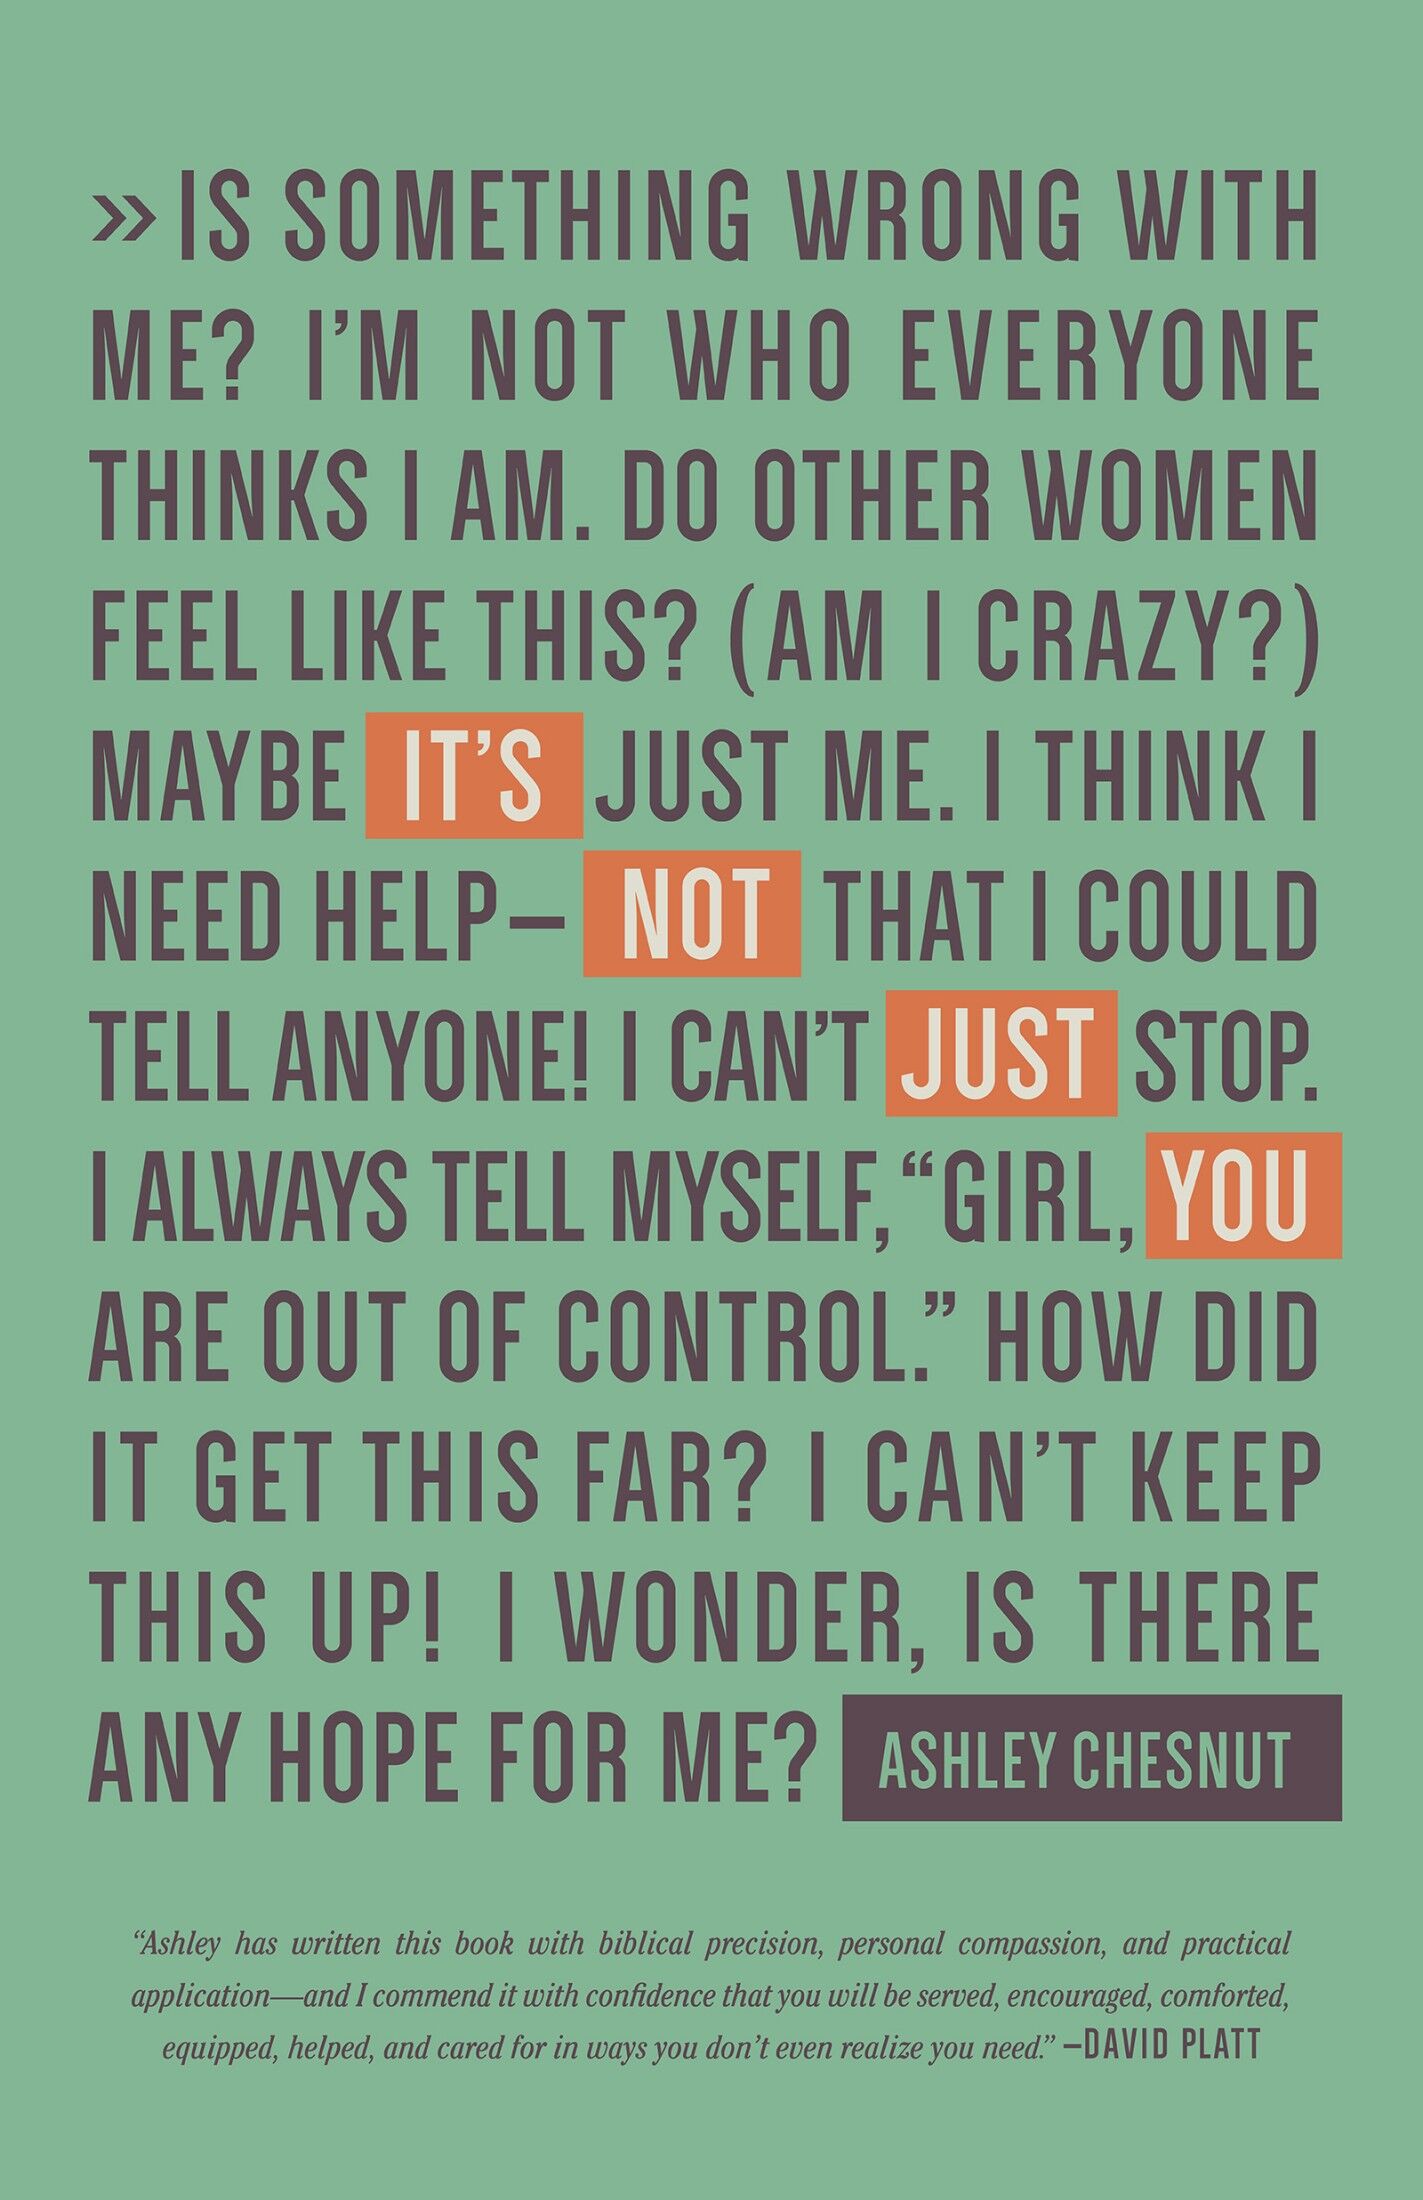 » IS SOMETHING WRONG WITH
ME? I’M NOT WHO EVERYONE
THINKS I AM. DO OTHER WOMEN
FEEL LIKE THIS? (AM I CRAZY?)
MAYBE IT’S JUST ME. I THINK I
NEED HELP– NOT THAT I COULD
TELL ANYONE! I CAN’T JUST STOP.
I ALWAYS TELL MYSELF, “GIRL, YOU
ARE OUT OF CONTROL.” HOW DID
IT GET THIS FAR? I CAN’T KEEP
THIS UP! I WONDER, IS THERE
ANY HOPE FOR ME? ASHLEY CHESNUT
“Ashley has written this book with biblical precision, personal compassion, and practical
application—and I commend it with confidence that you will be served, encouraged, comforted,
equipped, helped, and cared for in ways you don’t even realize you need.” –DAVID PLATT